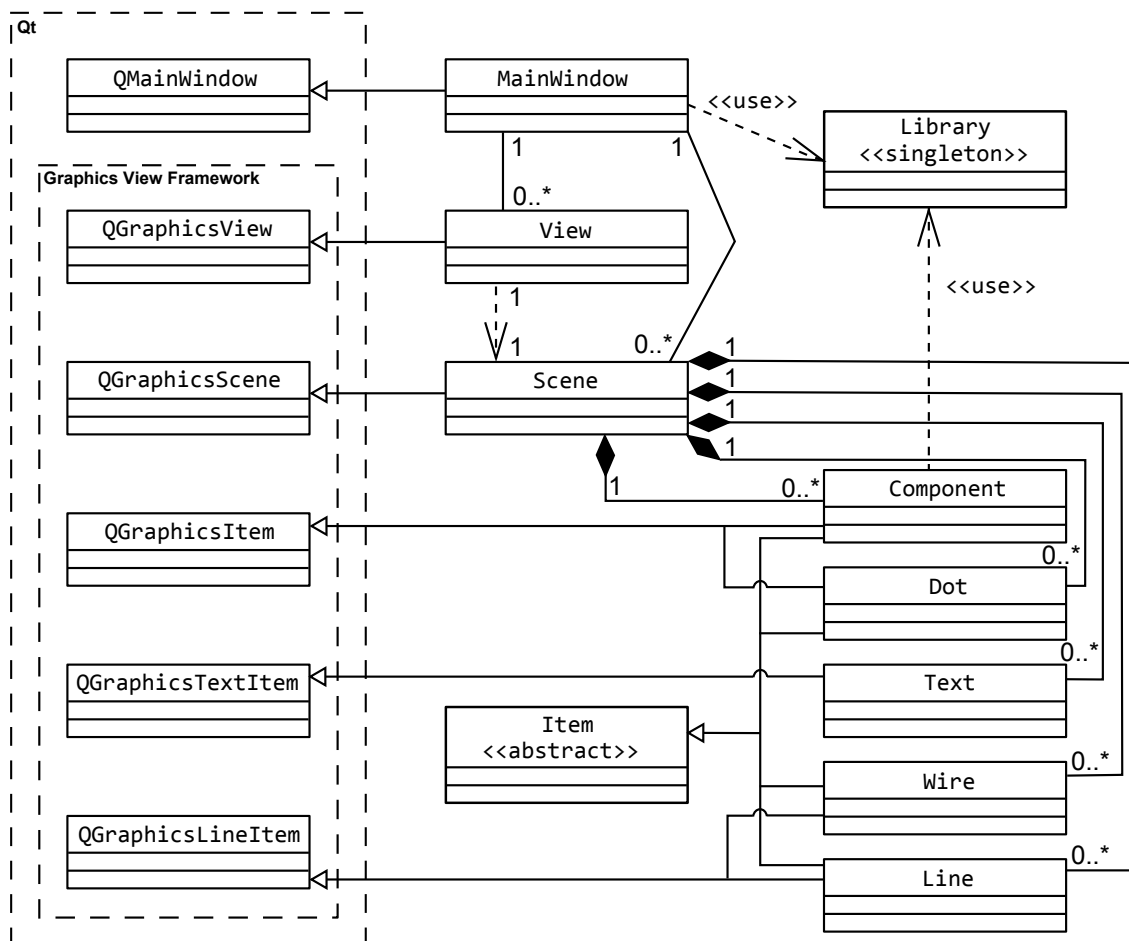 Qt
QMainWindow
MainWindow
<<use>>
Library
<<singleton>>
1
1
Graphics View Framework
0..*
QGraphicsView
View
<<use>>
1
1
0..*
1
QGraphicsScene
Scene
1
1
1
1
0..*
Component
QGraphicsItem
0..*
Dot
0..*
QGraphicsTextItem
Text
Item
<<abstract>>
0..*
Wire
QGraphicsLineItem
0..*
Line